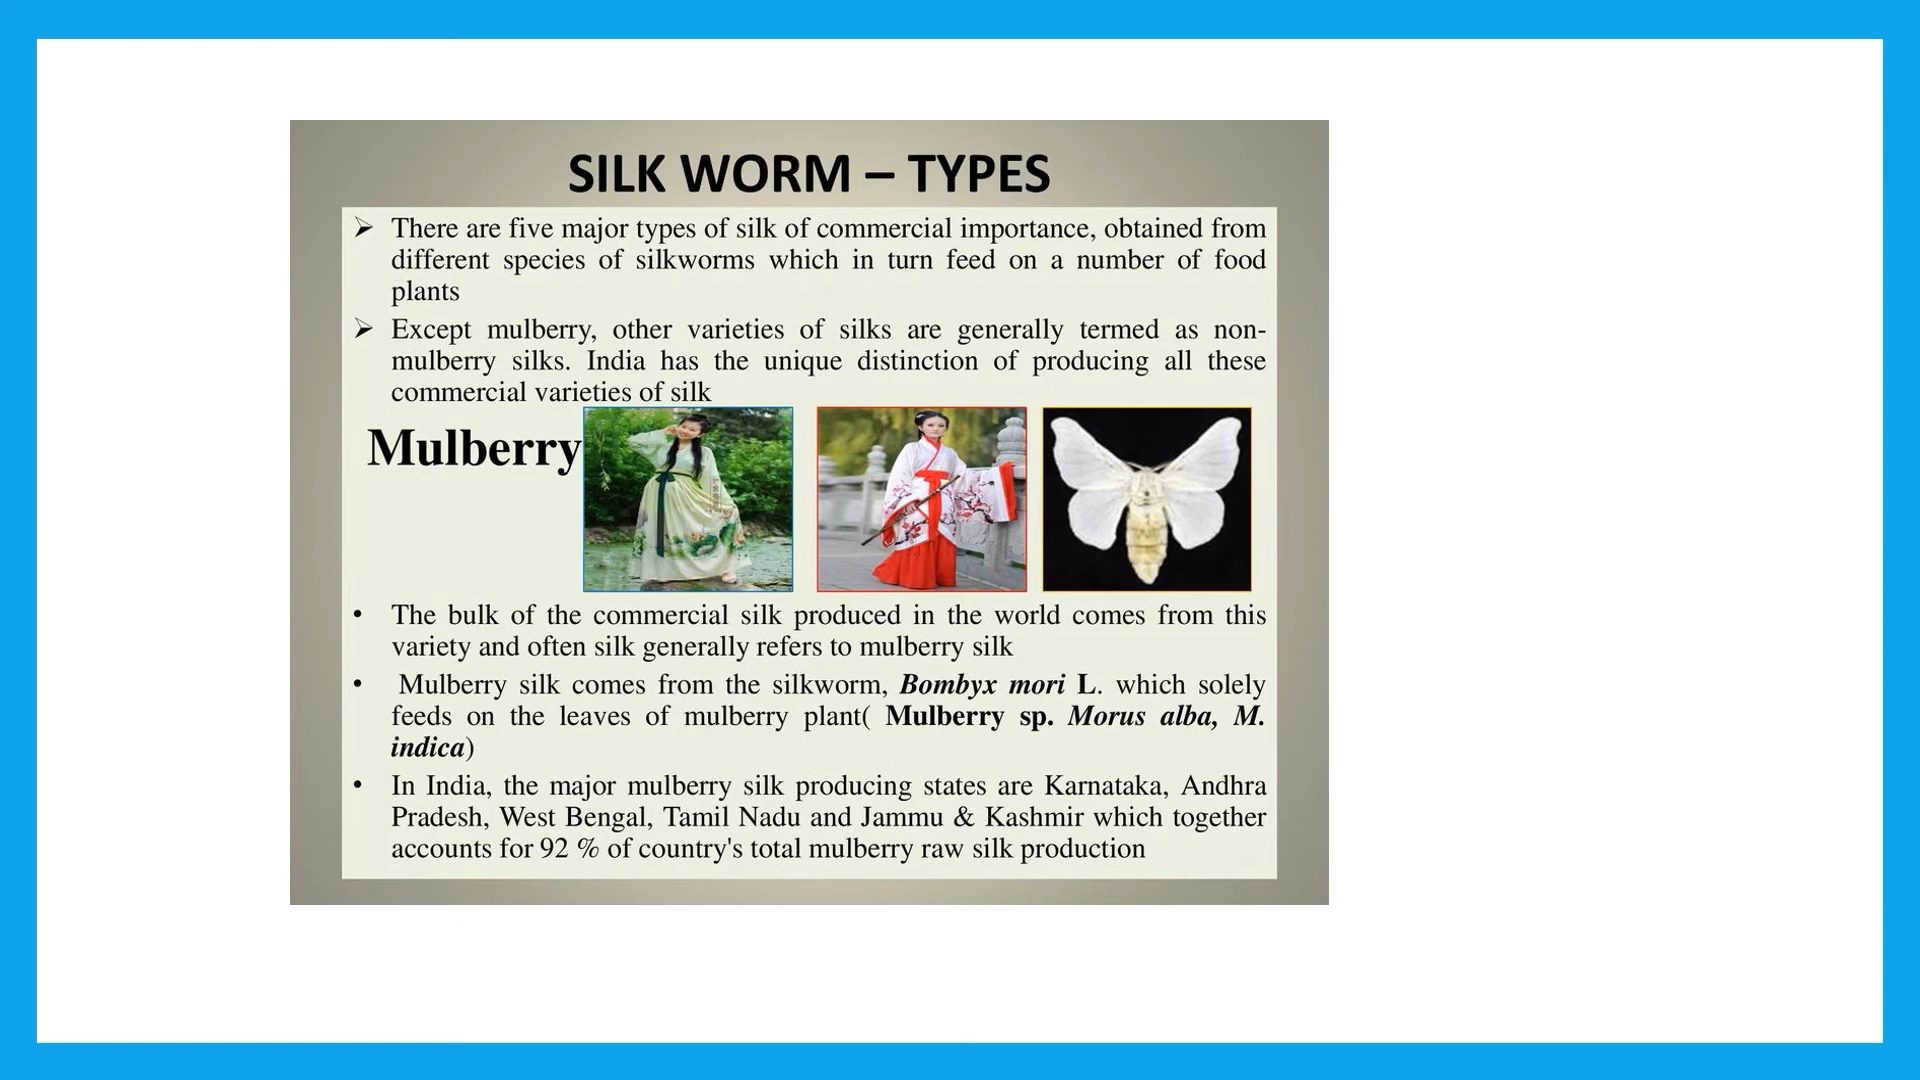 SILK WORM – TYPES
➢ There are five major types of silk of commercial importance, obtained from
different species of silkworms which in turn feed on a number of food
plants
➢ Except mulberry, other varieties of silks are generally termed as non-
mulberry silks. India has the unique distinction of producing all these
commercial varieties of silk
Mulberry
• The bulk of the commercial silk produced in the world comes from this
variety and often silk generally refers to mulberry silk
• Mulberry silk comes from the silkworm, Bombyx mori L. which solely
feeds on the leaves of mulberry plant( Mulberry sp. Morus alba, M.
indica)
• In India, the major mulberry silk producing states are Karnataka, Andhra
Pradesh, West Bengal, Tamil Nadu and Jammu & Kashmir which together
accounts for 92 % of country's total mulberry raw silk production